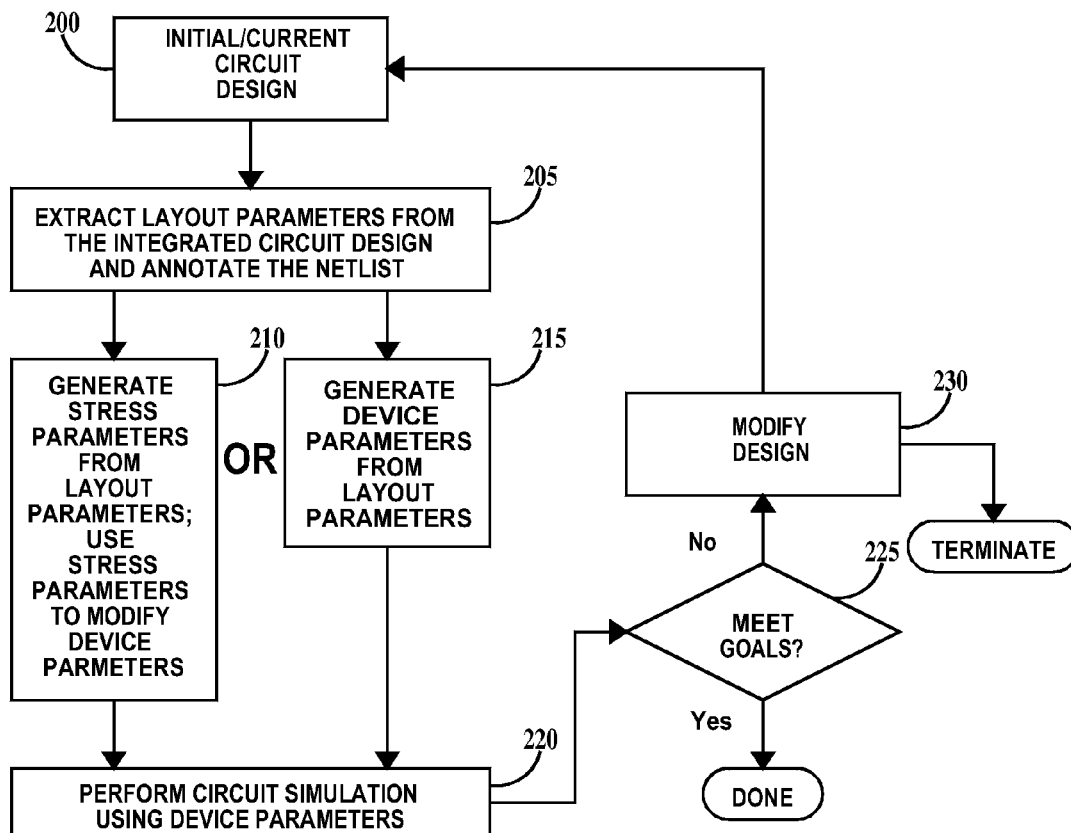 200
INITIAL/CURRENT
CIRCUIT
DESIGN
205
EXTRACT LAYOUT PARAMETERS FROM
THE INTEGRATED CIRCUIT DESIGN
AND ANNOTATE THE NETLIST
210
GENERATE
STRESS
PARAMETERS
FROM
LAYOUT
PARAMETERS;
USE
STRESS
PARAMETERS
TO MODIFY
DEVICE
PARMETERS
OR
215
GENERATE
DEVICE
PARAMETERS
FROM
LAYOUT
PARAMETERS
220
PERFORM CIRCUIT SIMULATION
USING DEVICE PARAMETERS
230
MODIFY
DESIGN
TERMINATE
No
225
MEET
GOALS?
Yes
DONE